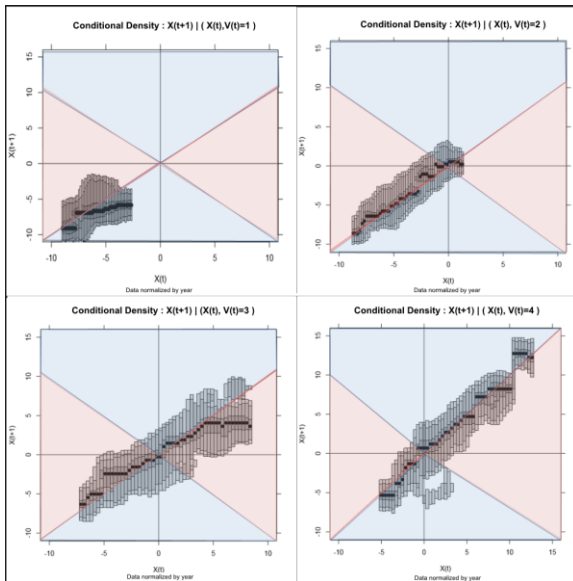 Conditional Density : X(t+1) | ( X(t),V(t)=1 )
15
10
5
0
-5
-10
X(t+1)
-10 -5 0 5 10
X(t)
Data normalized by year
Conditional Density : X(t+1) | ( X(t), V(t)=2 )
15
10
5
0
-5
-10
X(t+1)
-10 -5 0 5 10
X(t)
Data normalized by year
Conditional Density : X(t+1) | (X(t), V(t)=3 )
15
10
5
0
-5
-10
X(t+1)
-10 -5 0 5 10
X(t)
Data normalized by year
Conditional Density : X(t+1) | ( X(t), V(t)=4 )
15
10
5
0
-5
-10
X(t+1)
-10 -5 0 5 10 15
X(t)
Data normalized by year